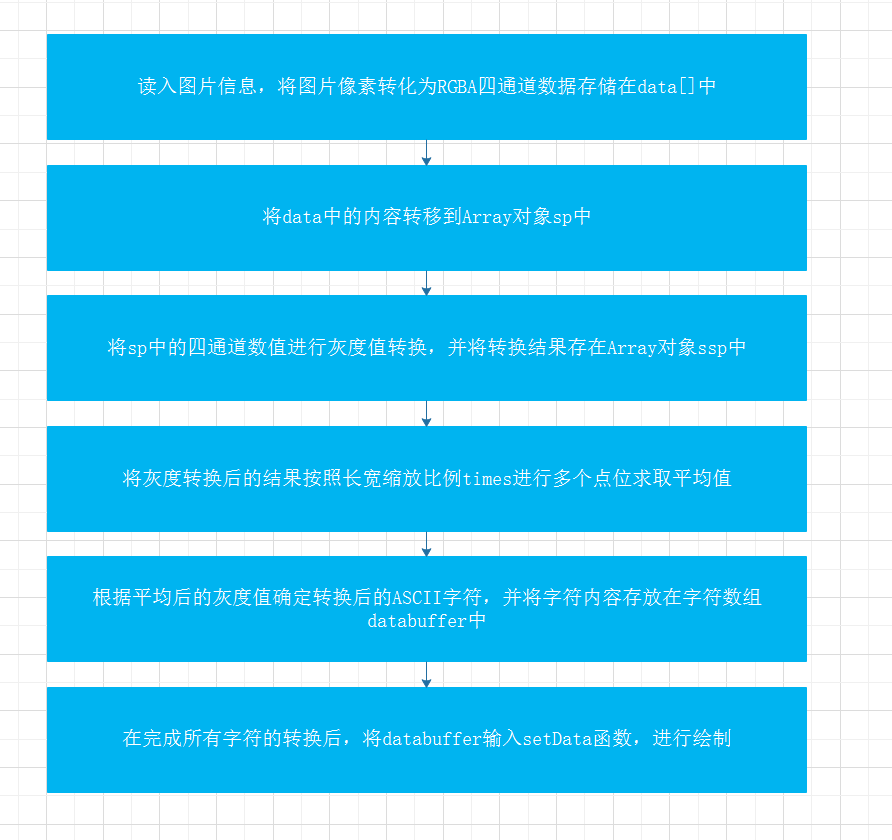 读入图片信息，将图片像素转化为RGBA四通道数据存储在data[]中
将data中的内容转移到Array对象sp中
将sp中的四通道数值进行灰度值转换，并将转换结果存在Array对象ssp中
将灰度转换后的结果按照长宽缩放比例times进行多个点位求取平均值
根据平均后的灰度值确定转换后的ASCII字符，并将字符内容存放在字符数组
databuffer中
在完成所有字符的转换后，将databuffer输入setData函数，进行绘制